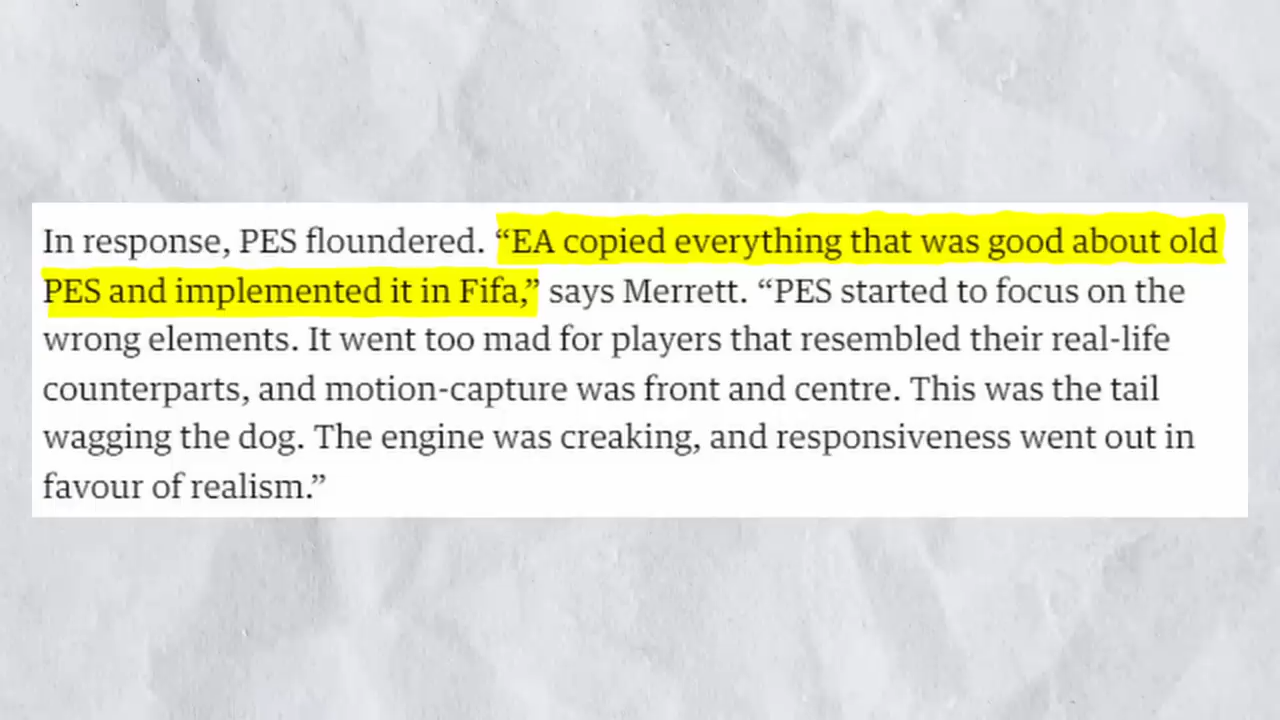 In response, PES floundered. “EA copied everything that was good about old
PES and implemented it in Fifa,” says Merrett. “PES started to focus on the
wrong elements. It went too mad for players that resembled their real-life
counterparts, and motion-capture was front and centre. This was the tail
wagging the dog. The engine was creaking, and responsiveness went out in
favour of realism.”